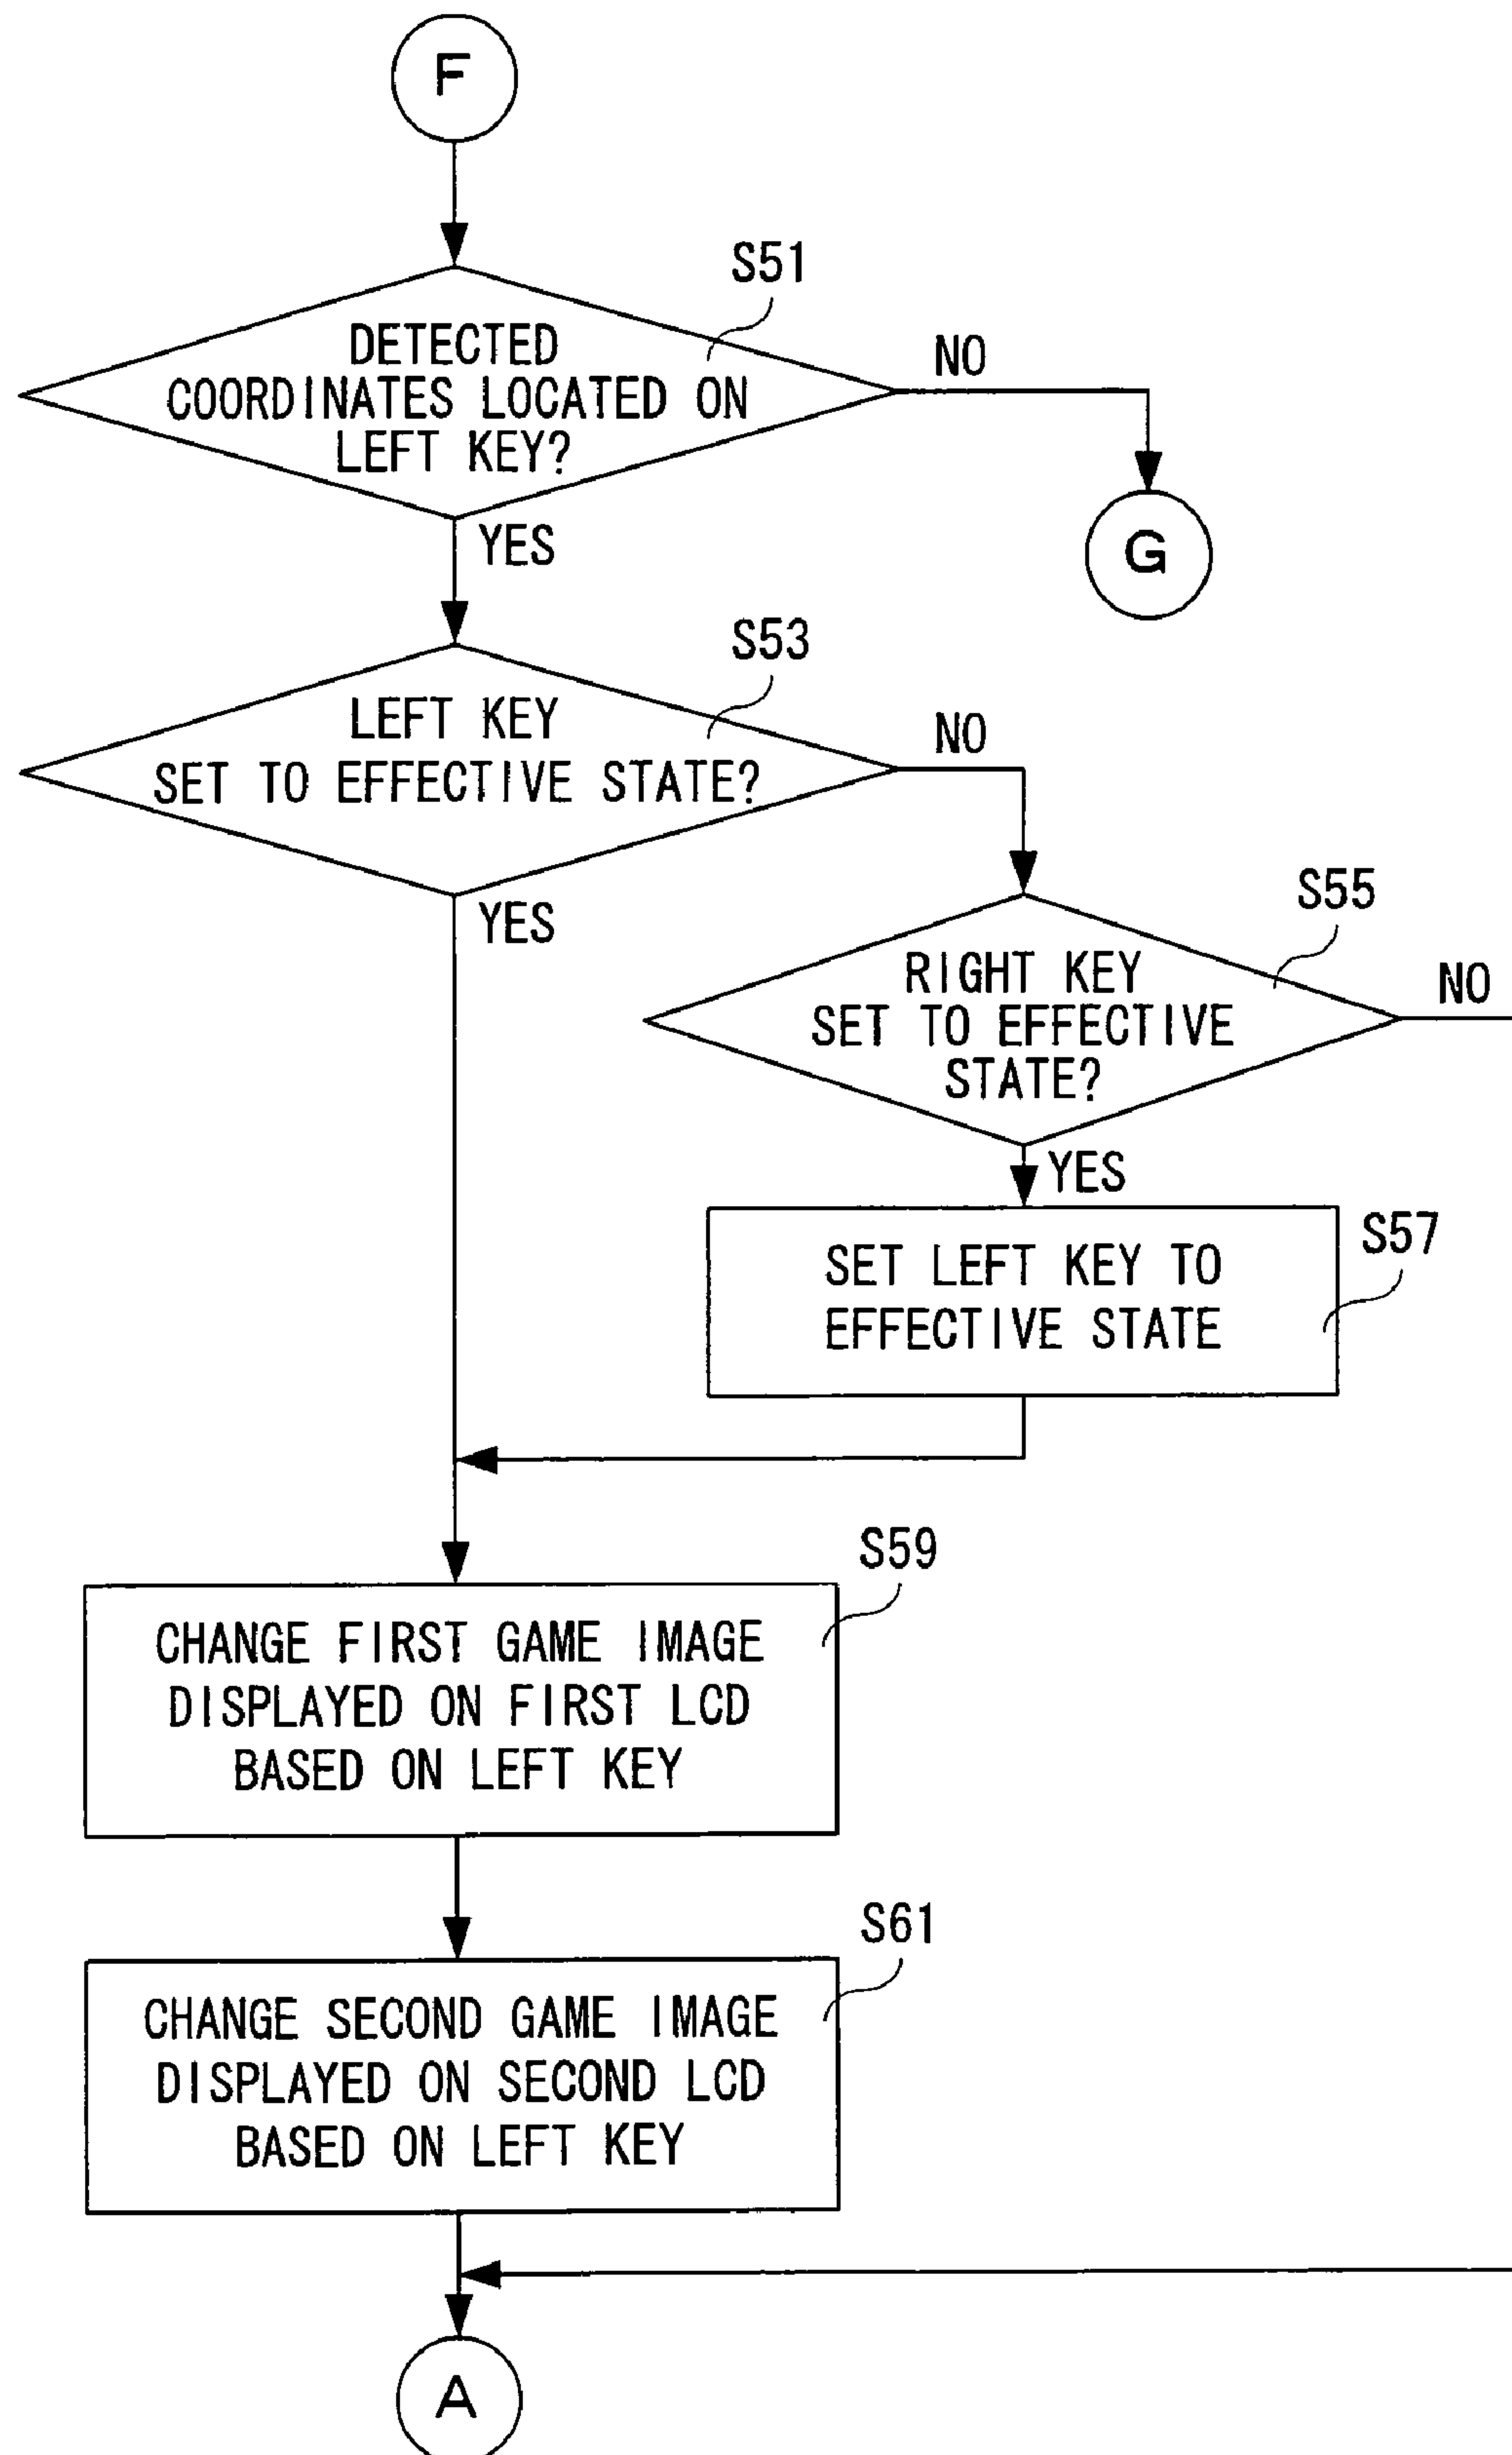 F
S51
DETECTED
COORDINATES LOCATED ON
LEFT KEY?
NO
YES
G
S53
LEFT KEY
SET TO EFFECTIVE STATE?
NO
YES
S55
RIGHT KEY
SET TO EFFECTIVE
STATE?
NO
YES
S57
SET LEFT KEY TO
EFFECTIVE STATE
S59
CHANGE FIRST GAME IMAGE
DISPLAYED ON FIRST LCD
BASED ON LEFT KEY
S61
CHANGE SECOND GAME IMAGE
DISPLAYED ON SECOND LCD
BASED ON LEFT KEY
A